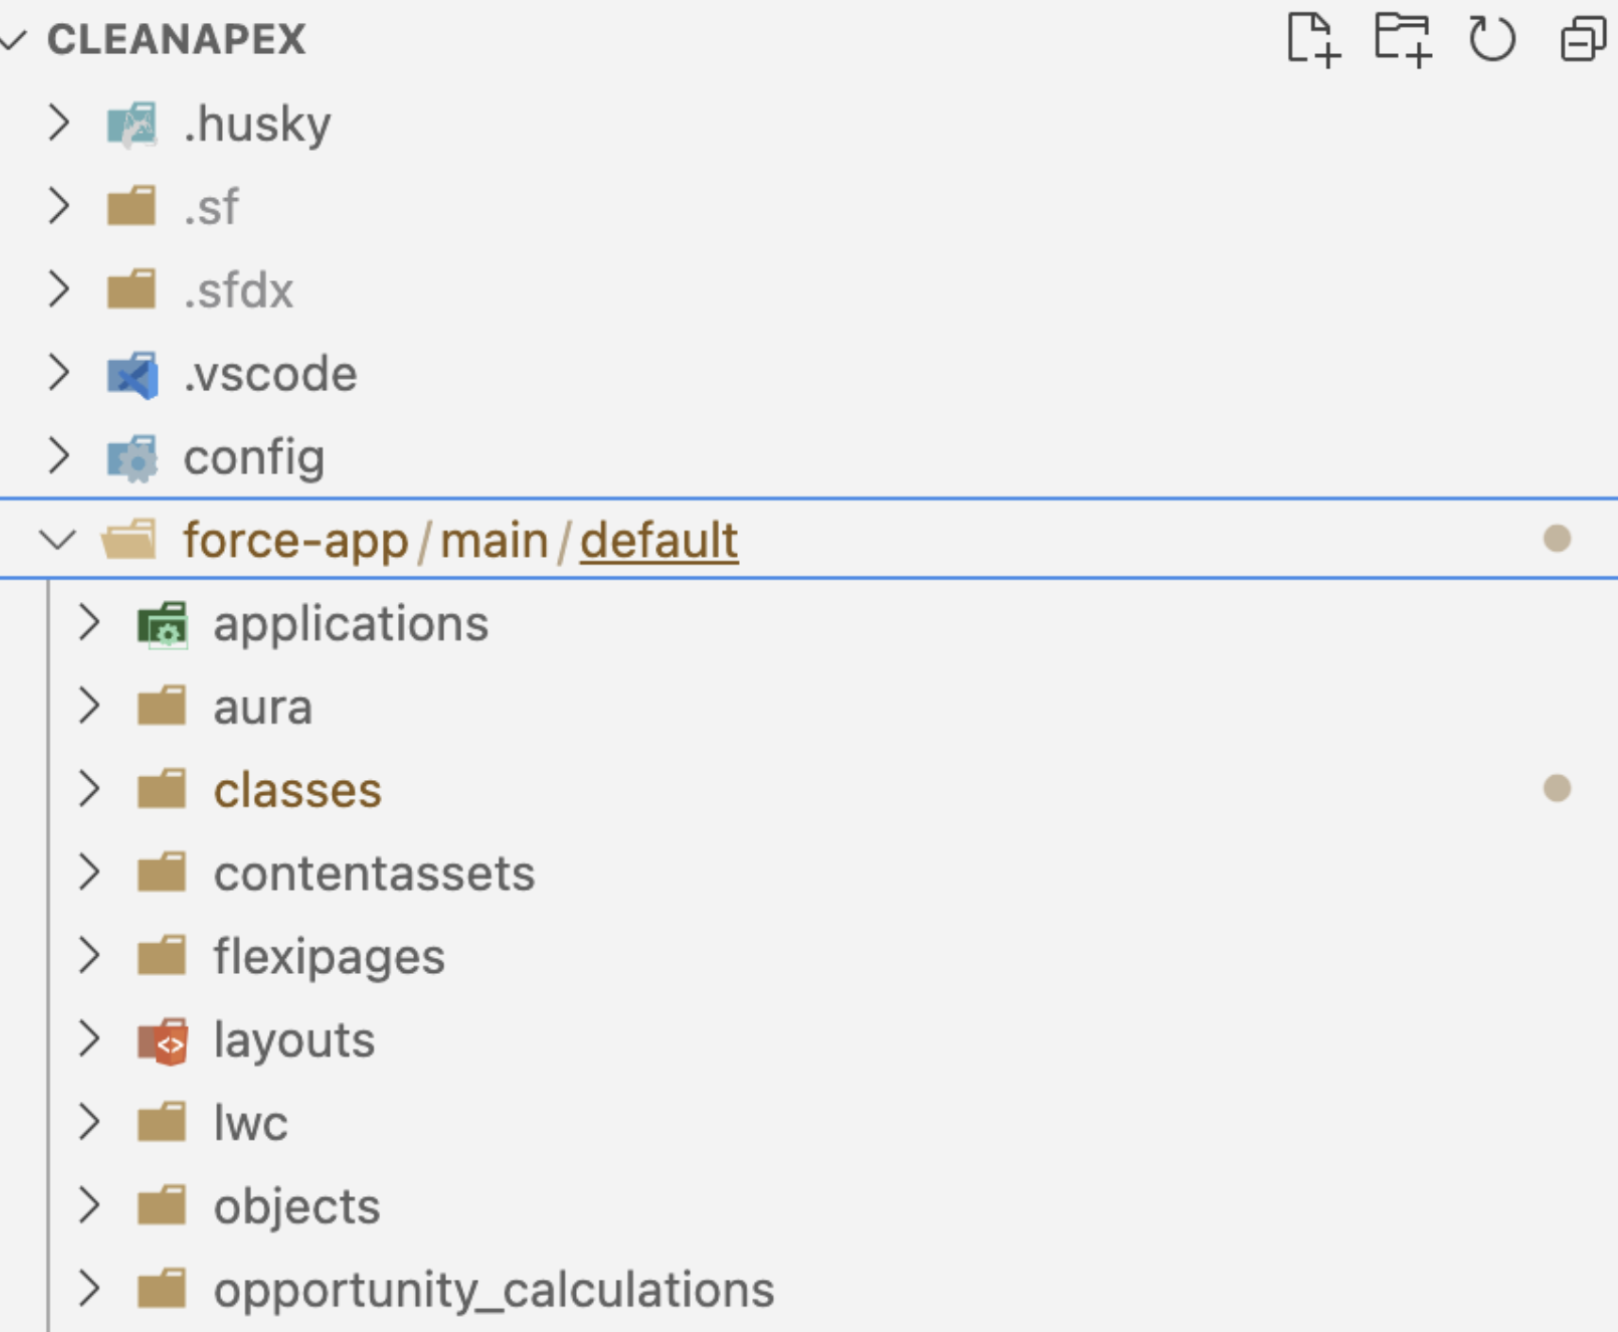 CLEANAPEX
.husky
.sf
.sfdx
.vscode
config
force-app/main/default
applications
aura
classes
contentassets
flexipages
layouts
lwc
objects
opportunity_calculations